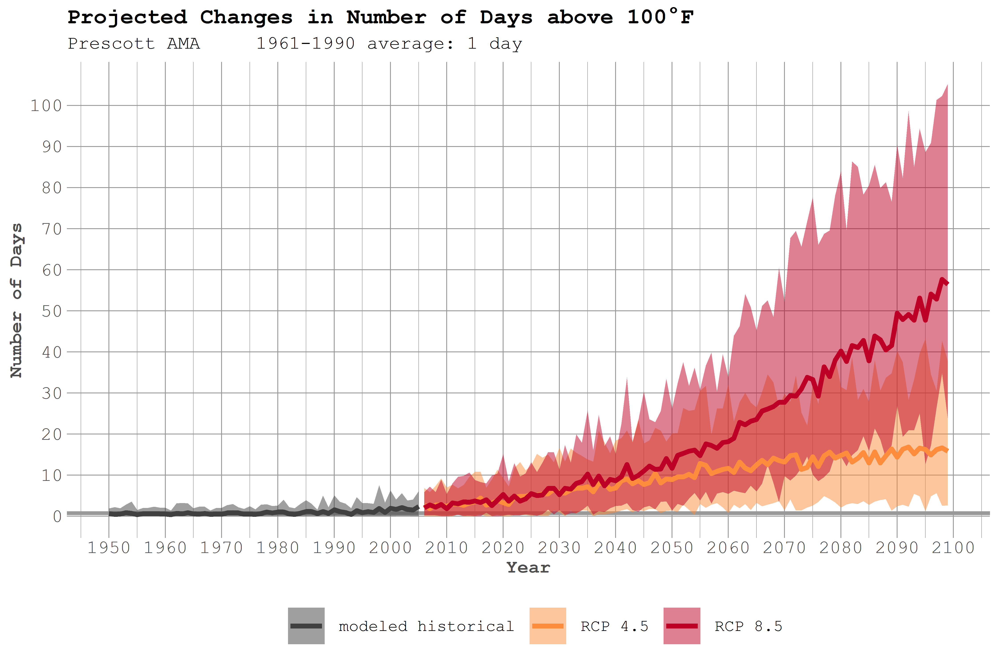 Projected Changes in Number of Days above 100°F
Prescott AMA 1961-1990 average: 1 day
Number of Days
100
90
80
70
60
50
40
30
20
10
0
1950 1960 1970 1980 1990 2000 2010 2020 2030 2040 2050 2060 2070 2080 2090 2100
Year
modeled historical RCP 4.5 RCP 8.5